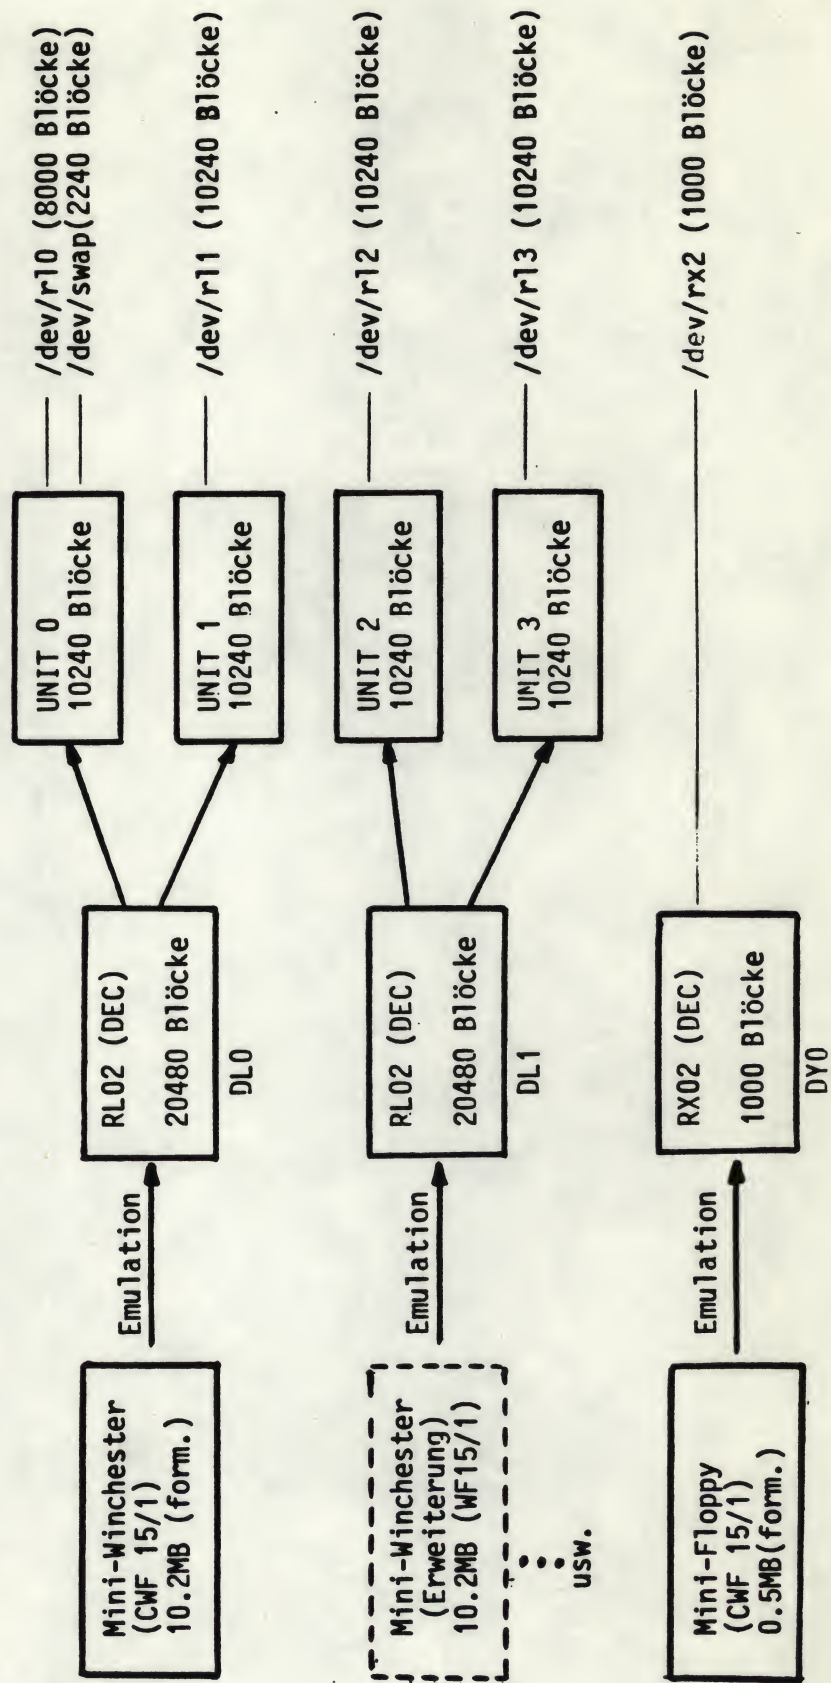 Mini-Winchester
(CWF 15/1)
10.2MB (form.)
Emulation
RL02 (DEC)
20480 Blöcke
DL0
UNIT 0
10240 Blöcke
/dev/rl0 (8000 Blöcke)
/dev/swap(2240 Blöcke)
UNIT 1
10240 Blöcke
/dev/rl1 (10240 Blöcke)
Mini-Winchester
(Erweiterung)
10.2MB (WF15/1)
usw.
Emulation
RL02 (DEC)
20480 Blöcke
DL1
UNIT 2
10240 Blöcke
/dev/rl2 (10240 Blöcke)
UNIT 3
10240 Blöcke
/dev/rl3 (10240 Blöcke)
Mini-Floppy
(CWF 15/1)
0.5MB(form.)
Emulation
RX02 (DEC)
1000 Blöcke
DY0
/dev/rx2 (1000 Blöcke)